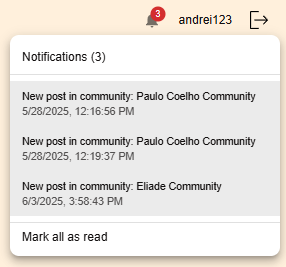 3
andrei123
Notifications (3)
New post in community: Paulo Coelho Community
5/28/2025, 12:16:56 PM
New post in community: Paulo Coelho Community
5/28/2025, 12:19:37 PM
New post in community: Eliade Community
6/3/2025, 3:58:43 PM
Mark all as read